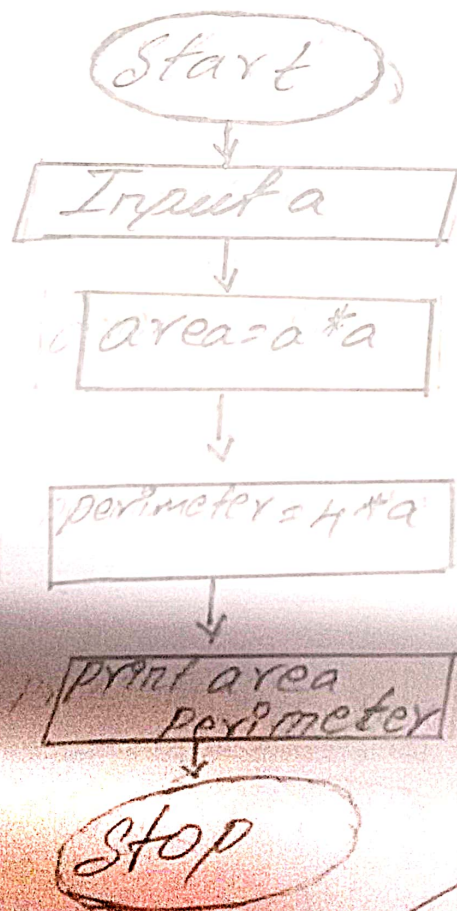 Start
Input a
area=a*a
perimeter=4*a
print area
perimeter
Stop